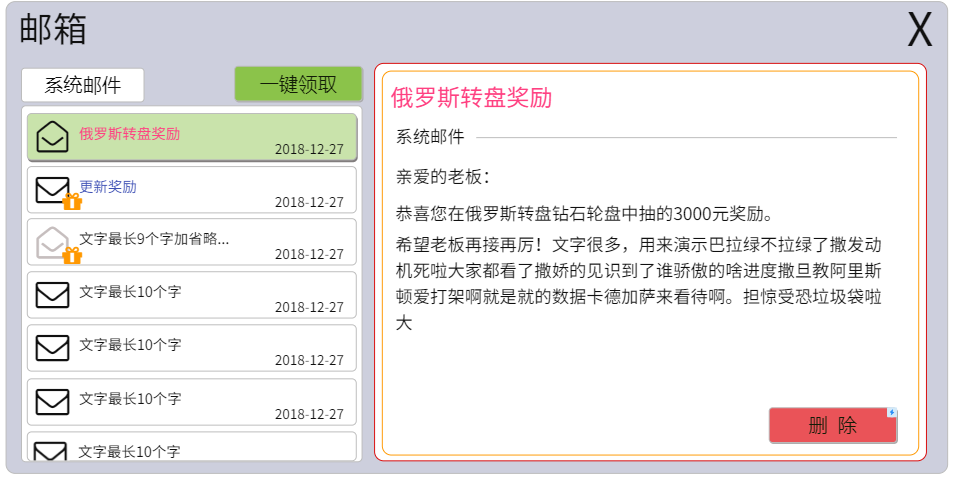 邮箱
X
系统邮件
一键领取
俄罗斯转盘奖励
2018-12-27
更新奖励
2018-12-27
文字最长9个字加省略...
2018-12-27
文字最长10个字
2018-12-27
文字最长10个字
2018-12-27
文字最长10个字
2018-12-27
文字最长10个字
俄罗斯转盘奖励
系统邮件
亲爱的老板：
恭喜您在俄罗斯转盘钻石轮盘中抽的3000元奖励。
希望老板再接再厉！文字很多，用来演示巴拉绿不拉绿了撒发动
机死啦大家都看了撒娇的见识到了谁骄傲的啥进度撒旦教阿里斯
顿爱打架啊就是就的数据卡德加萨来看待啊。担惊受恐垃圾袋啦
大
删 除